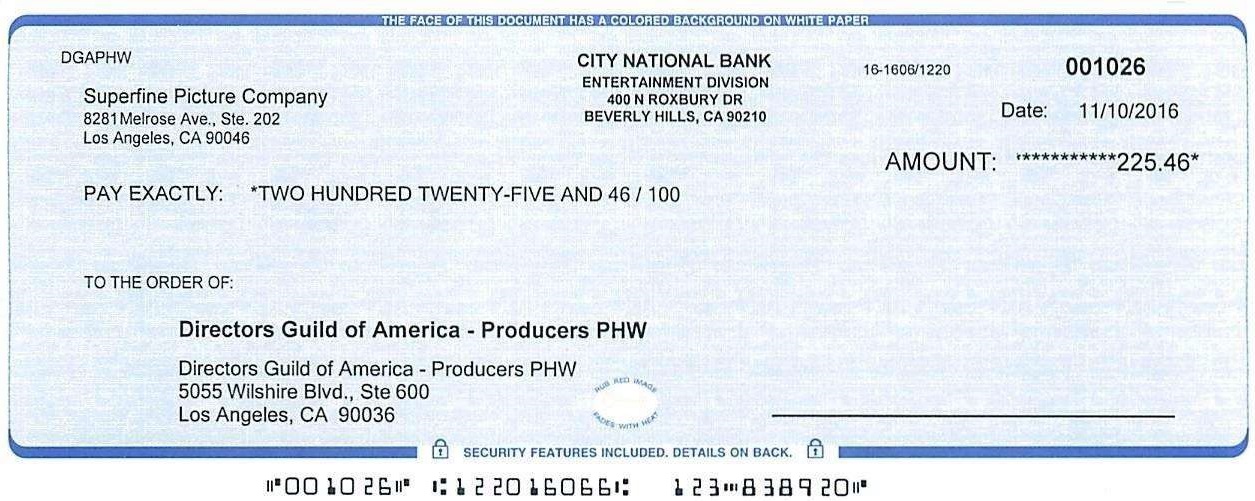 THE FACE OF THIS DOCUMENT HAS A COLORED BACKGROUND ON WHITE PAPER
DGAPHW
CITY NATIONAL BANK
ENTERTAINMENT DIVISION
400 N ROXBURY DR
BEVERLY HILLS, CA 90210
16-1606/1220
001026
Superfine Picture Company
8281 Melrose Ave., Ste. 202
Los Angeles, CA 90046
Date: 11/10/2016
AMOUNT: ************225.46*
PAY EXACTLY: *TWO HUNDRED TWENTY-FIVE AND 46 / 100
TO THE ORDER OF:
Directors Guild of America - Producers PHW
Directors Guild of America - Producers PHW
5055 Wilshire Blvd., Ste 600
Los Angeles, CA 90036
RUB RED IMAGE
FADES WITH HEAT
SECURITY FEATURES INCLUDED. DETAILS ON BACK.
⑈001026⑈ ⑆122016066⑆ 123⑉838920⑈